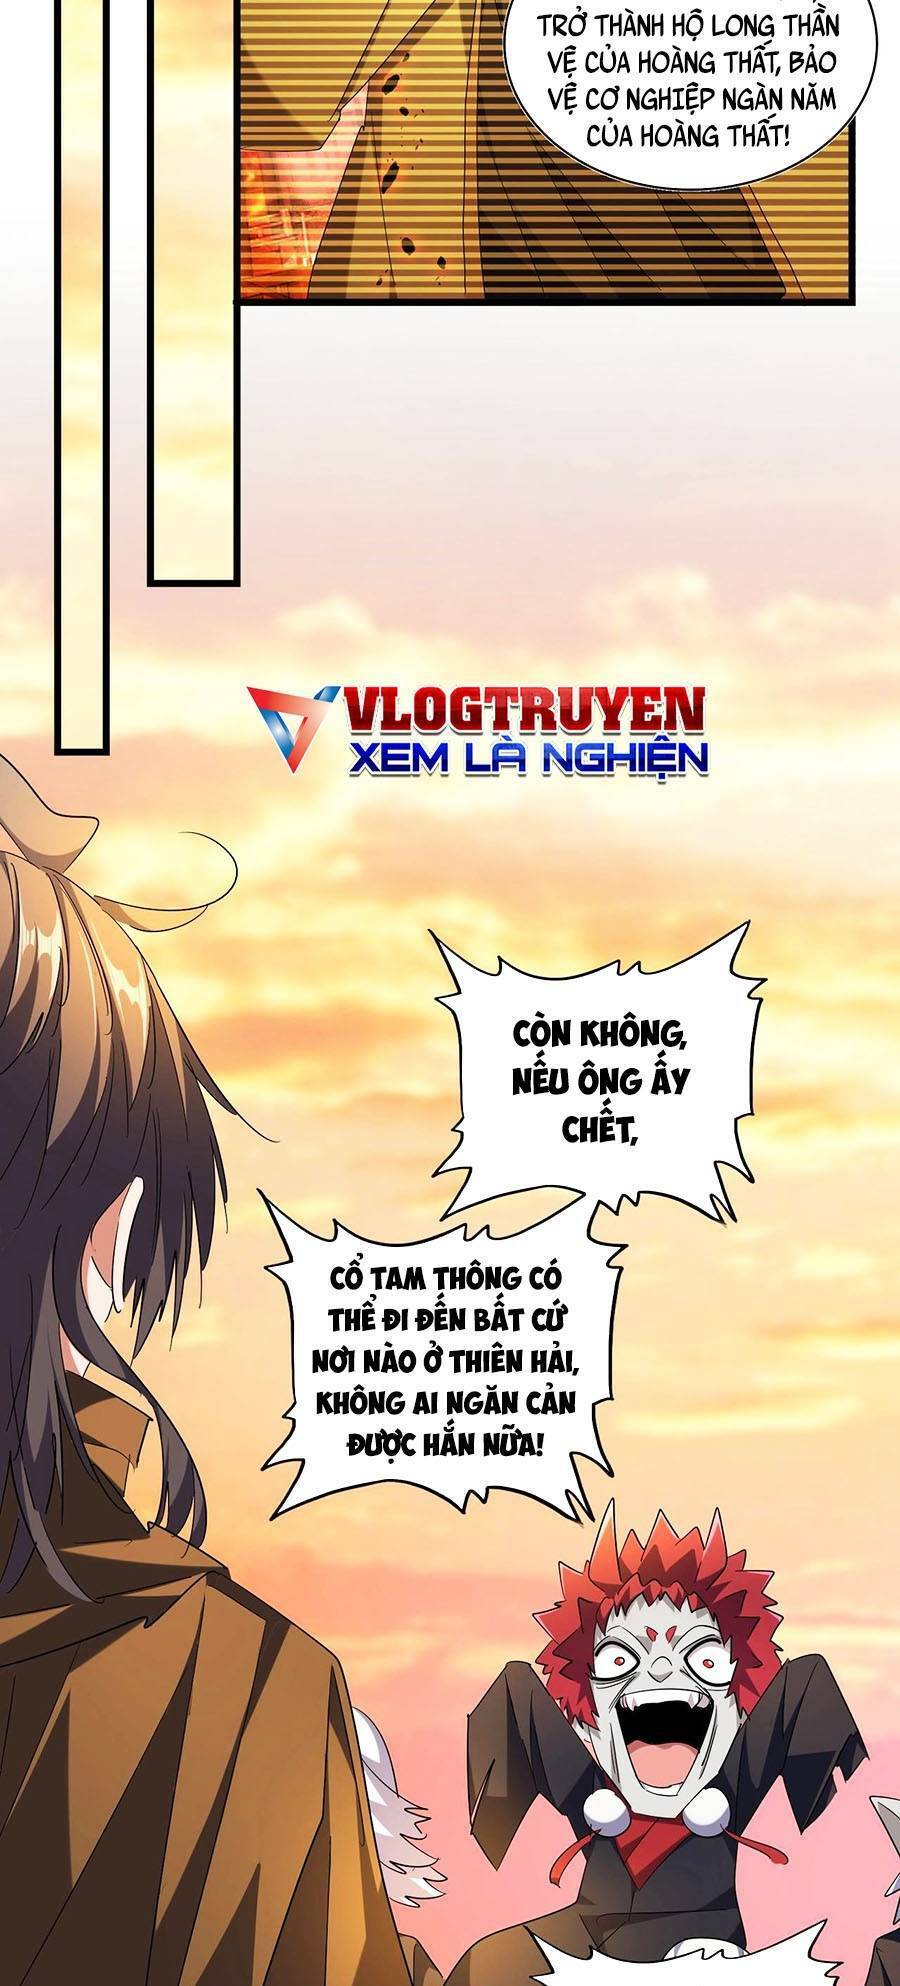 TRỞ THÀNH HỘ LONG THẦN
VỆ CỦA HOÀNG THẤT, BẢO
VỆ CƠ NGHIỆP NGÀN NĂM
CỦA HOÀNG THẤT!
VLOGTRUYEN
XEM LÀ NGHIỆN
CÒN KHÔNG,
NẾU ÔNG ẤY
CHẾT,
CỔ TAM THÔNG CÓ
THỂ ĐI ĐẾN BẤT CỨ
NƠI NÀO Ở THIÊN HẢI,
KHÔNG AI NGĂN CẢN
ĐƯỢC HẮN NỮA!